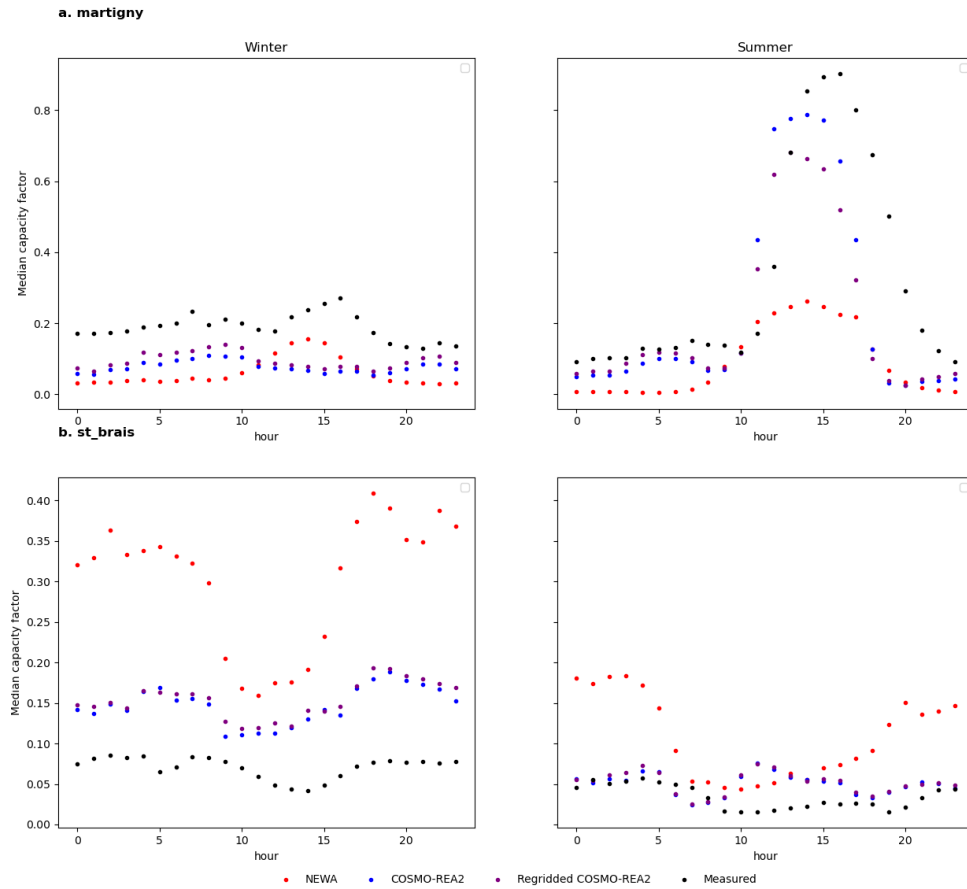 a. martigny
Winter
Summer
Median capacity factor
0.8
0.6
0.4
0.2
0.0
0 5 10 15 20
hour
0 5 10 15 20
hour
b. st_brais
Median capacity factor
0.40
0.35
0.30
0.25
0.20
0.15
0.10
0.05
0.00
0 5 10 15 20
hour
0 5 10 15 20
hour
NEWA COSMO-REA2 Regridded COSMO-REA2 Measured